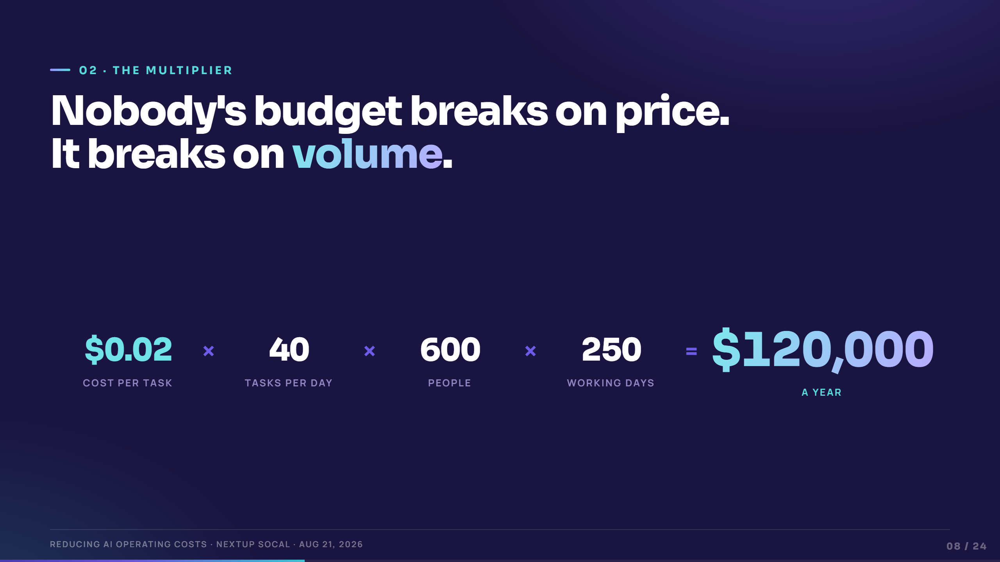 02 · THE MULTIPLIER
Nobody's budget breaks on price.
It breaks on volume.
$0.02 × 40 × 600 × 250 = $120,000
COST PER TASK TASKS PER DAY PEOPLE WORKING DAYS A YEAR
REDUCING AI OPERATING COSTS · NEXTUP SOCAL · AUG 21, 2026
08 / 24